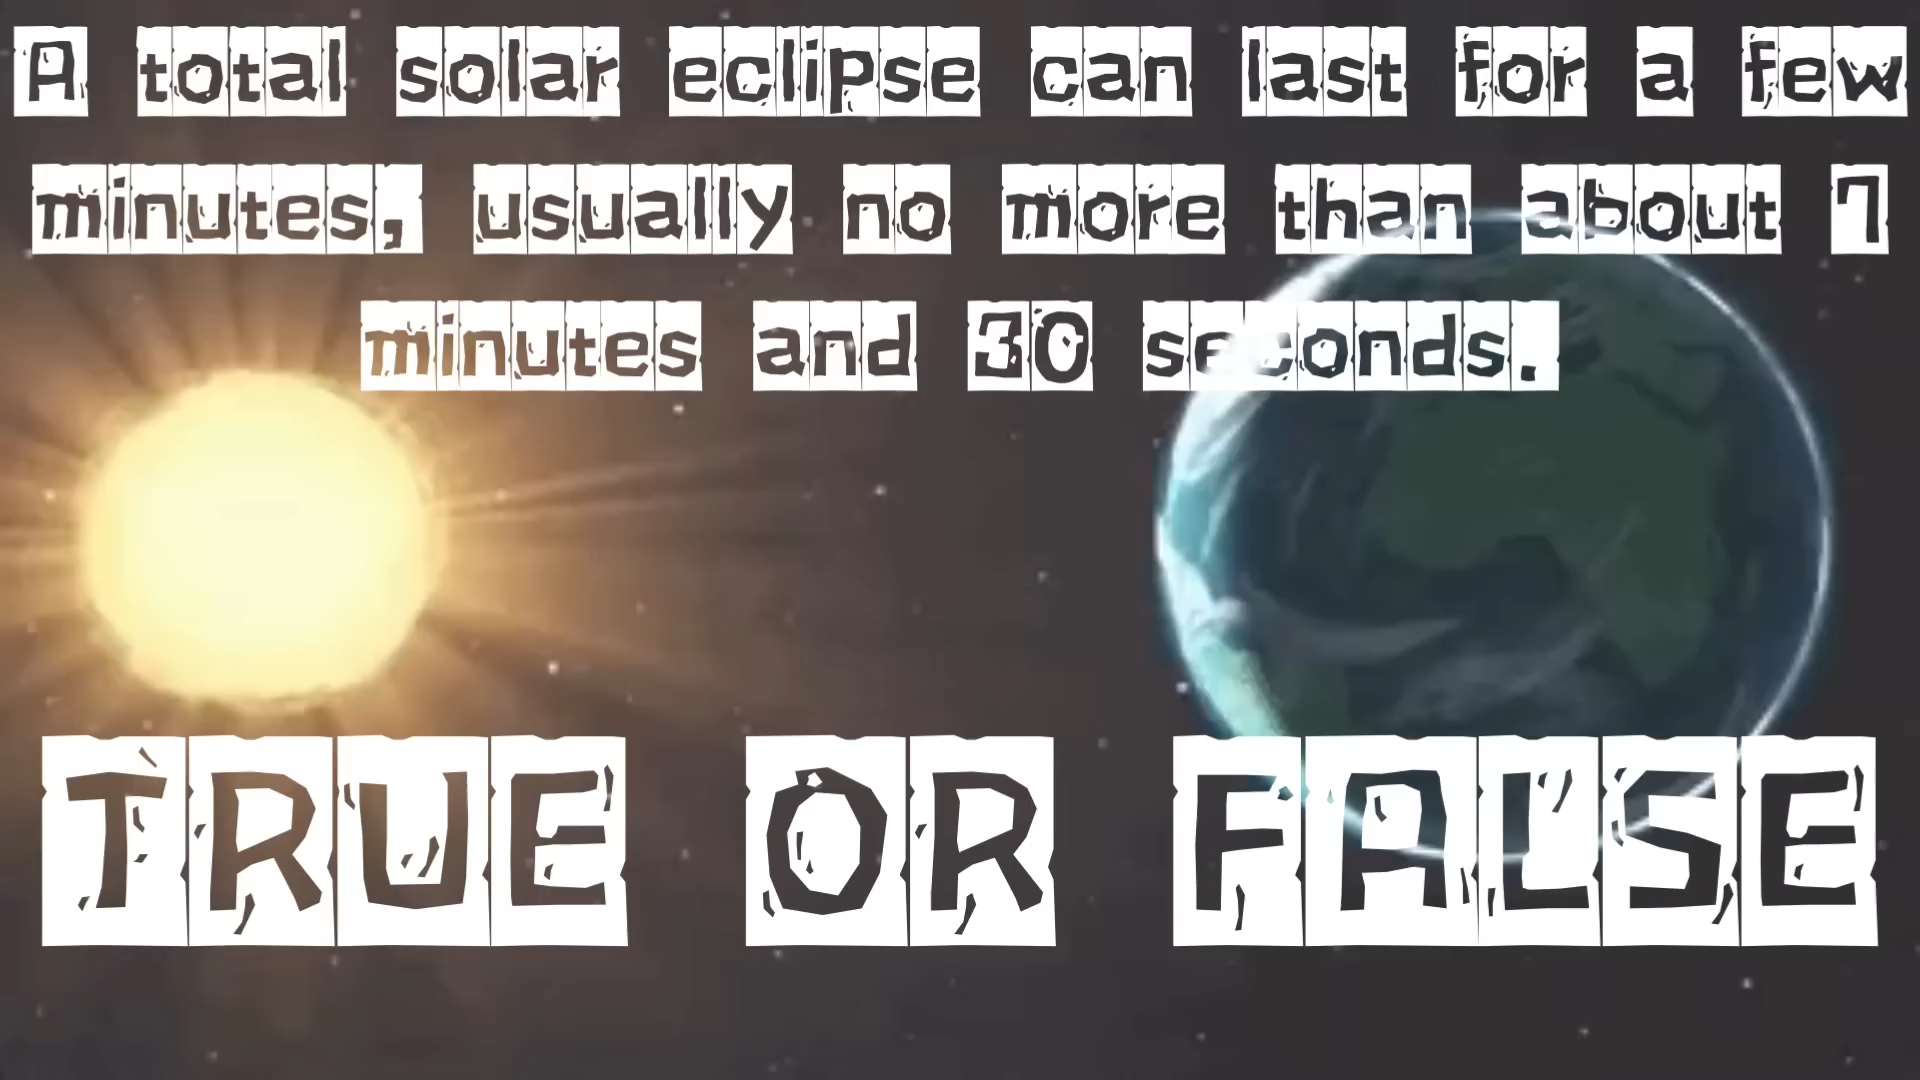 A total solar eclipse can last for a few
minutes, usually no more than about 7
minutes and 30 seconds.
TRUE OR FALSE